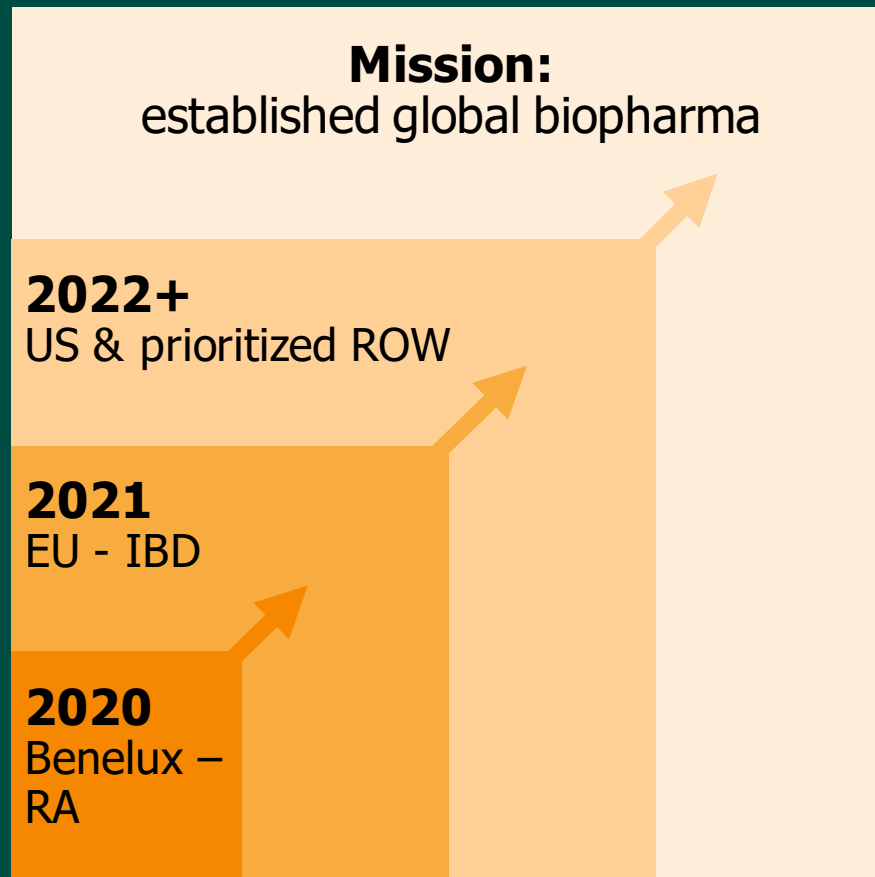 Mission:
established global biopharma
2022+
US & prioritized ROW
2021
EU - IBD
2020
Benelux –
RA